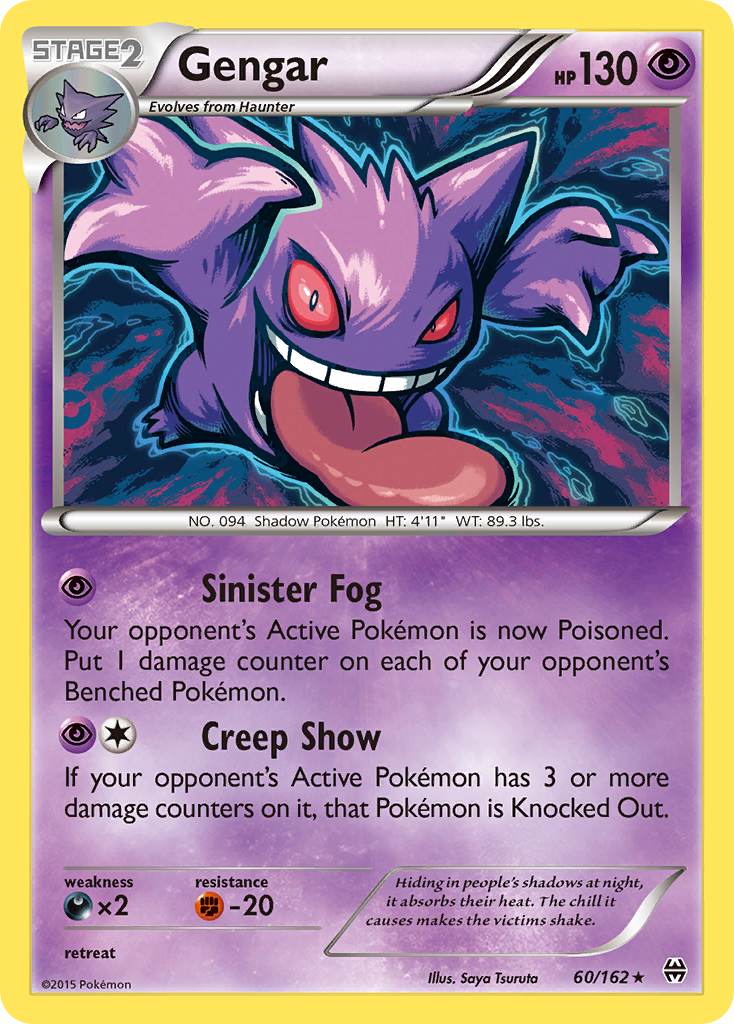 STAGE2
Gengar
HP130
Evolves from Haunter
NO. 094 Shadow Pokémon HT: 4'11" WT: 89.3 lbs.
Sinister Fog
Your opponent's Active Pokémon is now Poisoned.
Put 1 damage counter on each of your opponent's
Benched Pokémon.
Creep Show
If your opponent's Active Pokémon has 3 or more
damage counters on it, that Pokémon is Knocked Out.
weakness
×2
resistance
-20
retreat
Hiding in people's shadows at night,
it absorbs their heat. The chill it
causes makes the victims shake.
©2015 Pokémon
Illus. Saya Tsuruta
60/162 ★